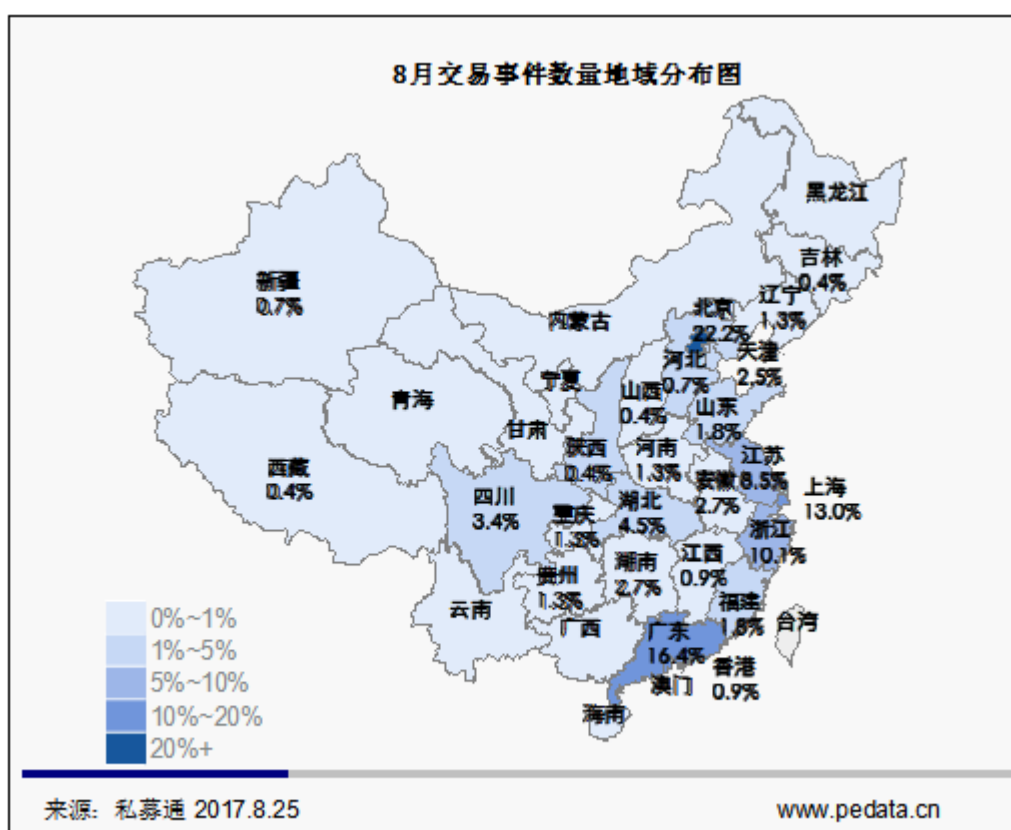 8月交易事件数量地域分布图
黑龙江
吉林
0.4%
辽宁
1.3%
新疆
0.7%
内蒙古
北京
22.2%
天津
2.5%
河北
0.7%
宁夏
山西
0.4%
青海
山东
1.8%
甘肃
陕西
0.4%
河南
1.3%
江苏
8.5%
西藏
0.4%
安徽
2.7%
上海
13.0%
四川
3.4%
湖北
4.5%
重庆
1.3%
浙江
10.1%
湖南
2.7%
江西
0.9%
贵州
1.3%
福建
1.8%
云南
广西
广东
16.4%
台湾
澳门
香港
0.9%
海南
0%~1%
1%~5%
5%~10%
10%~20%
20%+
来源：私募通 2017.8.25
www.pedata.cn